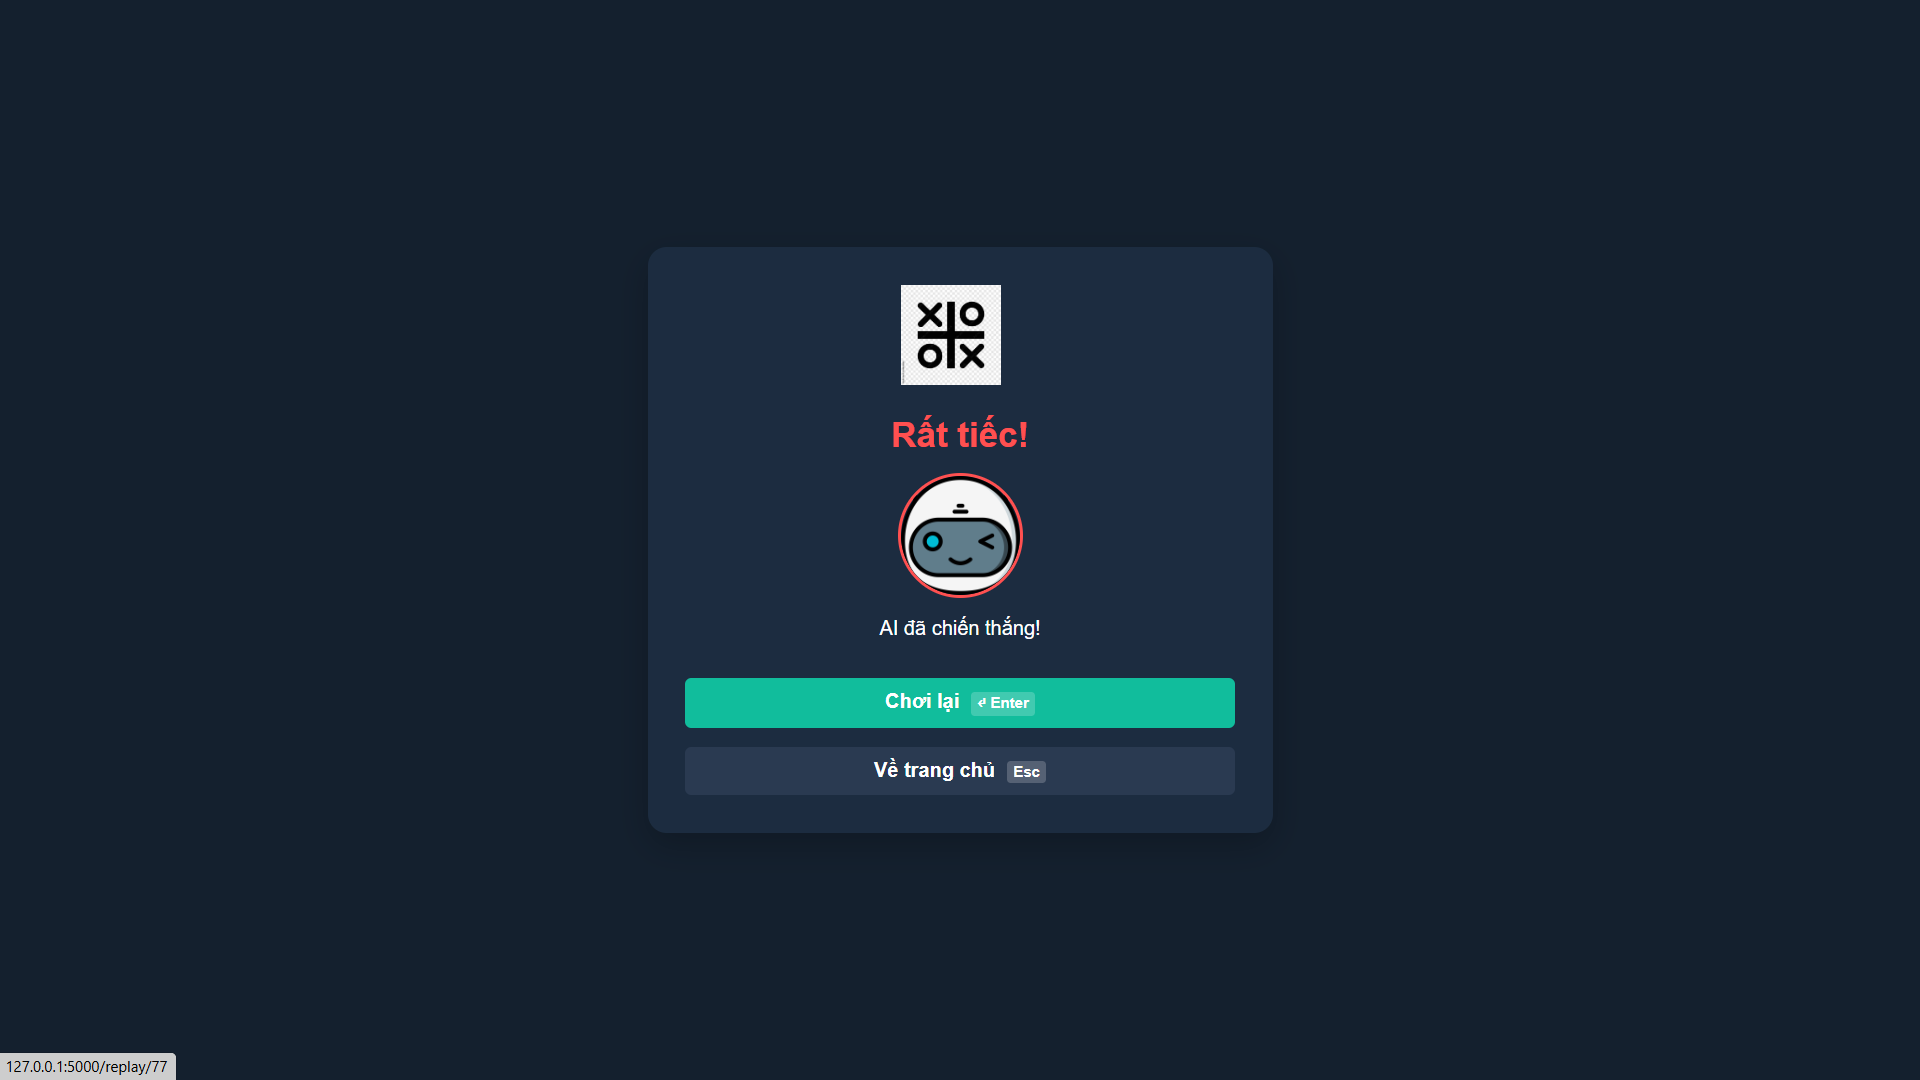 Rất tiếc!
AI đã chiến thắng!
Chơi lại ⏎ Enter
Về trang chủ Esc
127.0.0.1:5000/replay/77